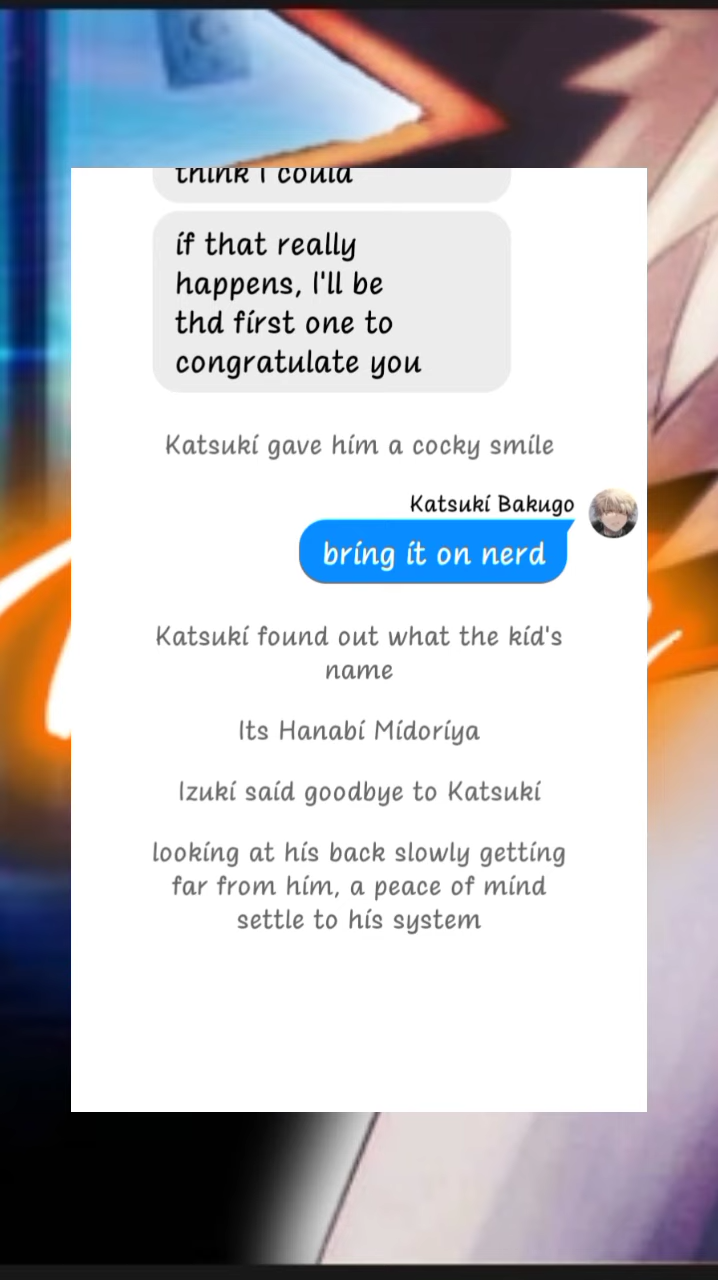 think I could
if that really
happens, I'll be
thd first one to
congratulate you
Katsuki gave him a cocky smile
Katsuki Bakugo
bring it on nerd
Katsuki found out what the kid's
name
Its Hanabi Midoriya
Izuki said goodbye to Katsuki
looking at his back slowly getting
far from him, a peace of mind
settle to his system